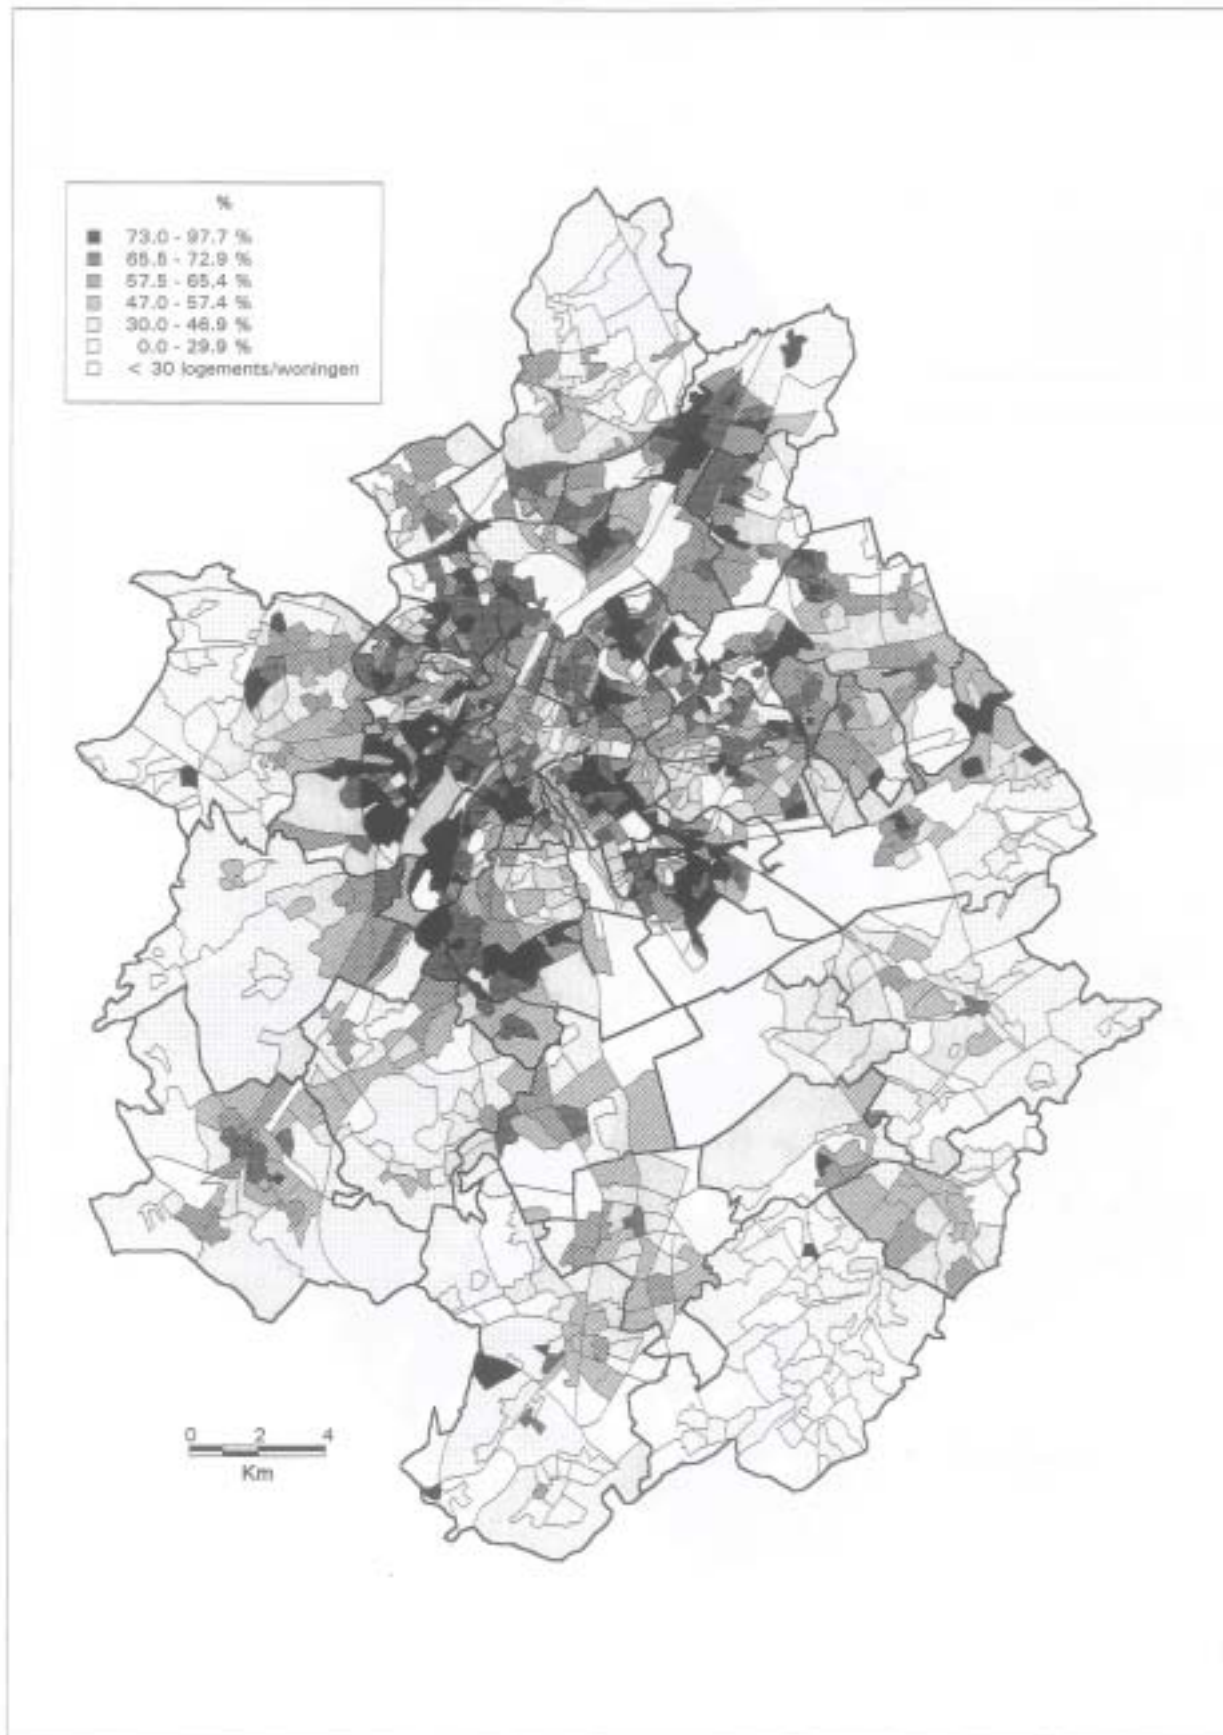 %
73.0 - 97.7 %
65.5 - 72.9 %
57.5 - 65.4 %
47.0 - 57.4 %
30.0 - 46.9 %
0.0 - 29.9 %
< 30 logements/woningen
0 2 4
Km